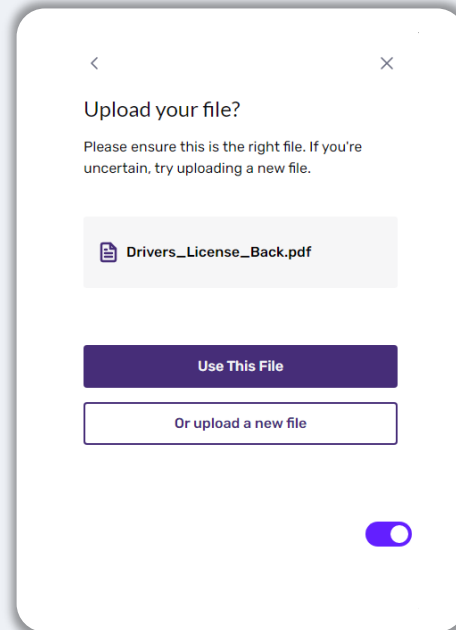 Upload your file?
Please ensure this is the right file. If you're
uncertain, try uploading a new file.
Drivers_License_Back.pdf
Use This File
Or upload a new file